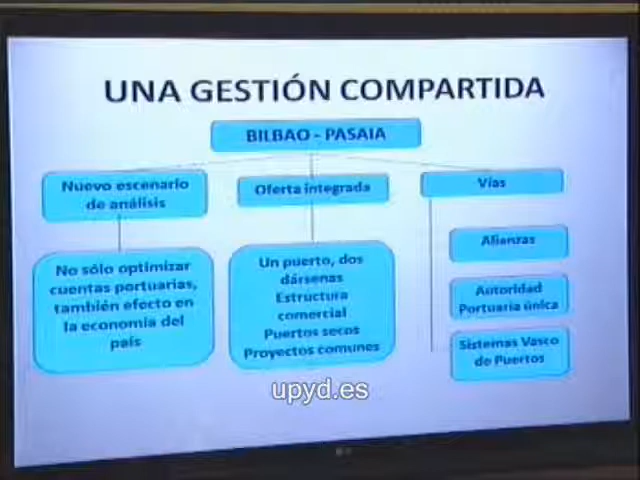 UNA GESTIÓN COMPARTIDA
BILBAO - PASAIA
Nuevo escenario
de análisis
Oferta integrada
Vías
No sólo optimizar
cuentas portuarias,
también efecto en
la economía del
país
Un puerto, dos
dársenas
Estructura
comercial
Puertos secos
Proyectos comunes
Alianzas
Autoridad
Portuaria única
Sistemas Vasco
de Puertos
upyd.es